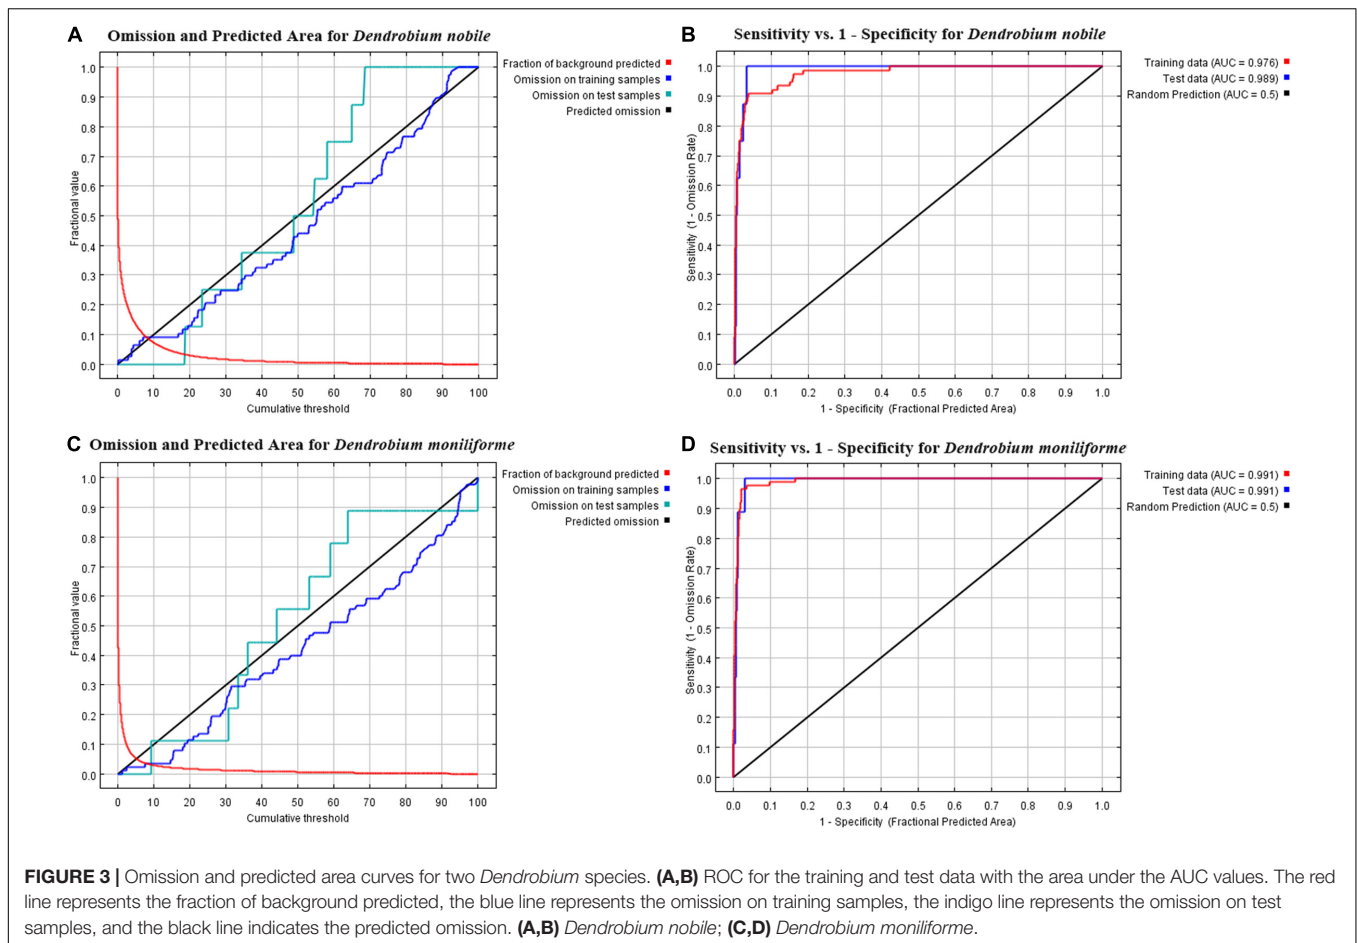 A Omission and Predicted Area for Dendrobium nobile
Fraction of background predicted
Omission on training samples
Omission on test samples
Predicted omission
Fractional value
1.0
0.9
0.8
0.7
0.6
0.5
0.4
0.3
0.2
0.1
0.0
0 10 20 30 40 50 60 70 80 90 100
Cumulative threshold
B Sensitivity vs. 1 - Specificity for Dendrobium nobile
Training data (AUC = 0.976)
Test data (AUC = 0.989)
Random Prediction (AUC = 0.5)
Sensitivity (1 - Omission Rate)
1.0
0.9
0.8
0.7
0.6
0.5
0.4
0.3
0.2
0.1
0.0
0.0 0.1 0.2 0.3 0.4 0.5 0.6 0.7 0.8 0.9 1.0
1 - Specificity (Fractional Predicted Area)
C Omission and Predicted Area for Dendrobium moniliforme
Fraction of background predicted
Omission on training samples
Omission on test samples
Predicted omission
Fractional value
1.0
0.9
0.8
0.7
0.6
0.5
0.4
0.3
0.2
0.1
0.0
0 10 20 30 40 50 60 70 80 90 100
Cumulative threshold
D Sensitivity vs. 1 - Specificity for Dendrobium moniliforme
Training data (AUC = 0.991)
Test data (AUC = 0.991)
Random Prediction (AUC = 0.5)
Sensitivity (1 - Omission Rate)
1.0
0.9
0.8
0.7
0.6
0.5
0.4
0.3
0.2
0.1
0.0
0.0 0.1 0.2 0.3 0.4 0.5 0.6 0.7 0.8 0.9 1.0
1 - Specificity (Fractional Predicted Area)
FIGURE 3 | Omission and predicted area curves for two Dendrobium species. (A,B) ROC for the training and test data with the area under the AUC values. The red
line represents the fraction of background predicted, the blue line represents the omission on training samples, the indigo line represents the omission on test
samples, and the black line indicates the predicted omission. (A,B) Dendrobium nobile; (C,D) Dendrobium moniliforme.